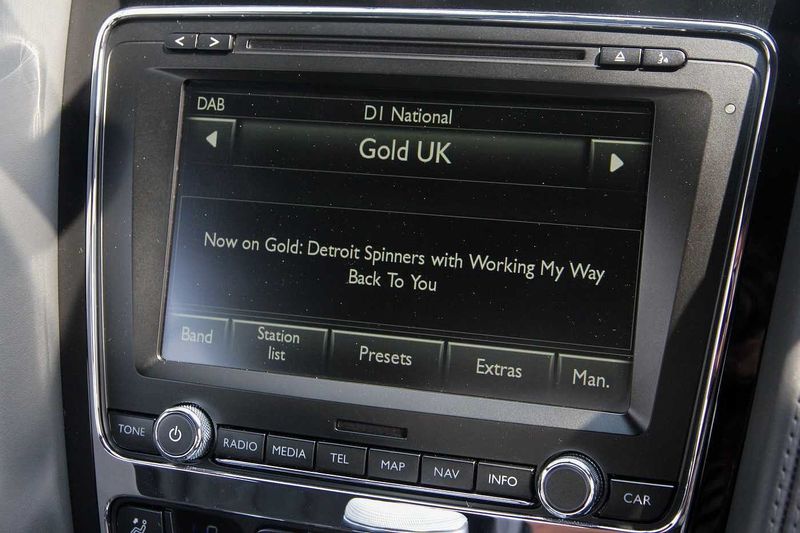 DAB
D1 National
Gold UK
Now on Gold: Detroit Spinners with Working My Way
Back To You
Band
Station
list
Presets
Extras
Man.
TONE
RADIO
MEDIA
TEL
MAP
NAV
INFO
CAR